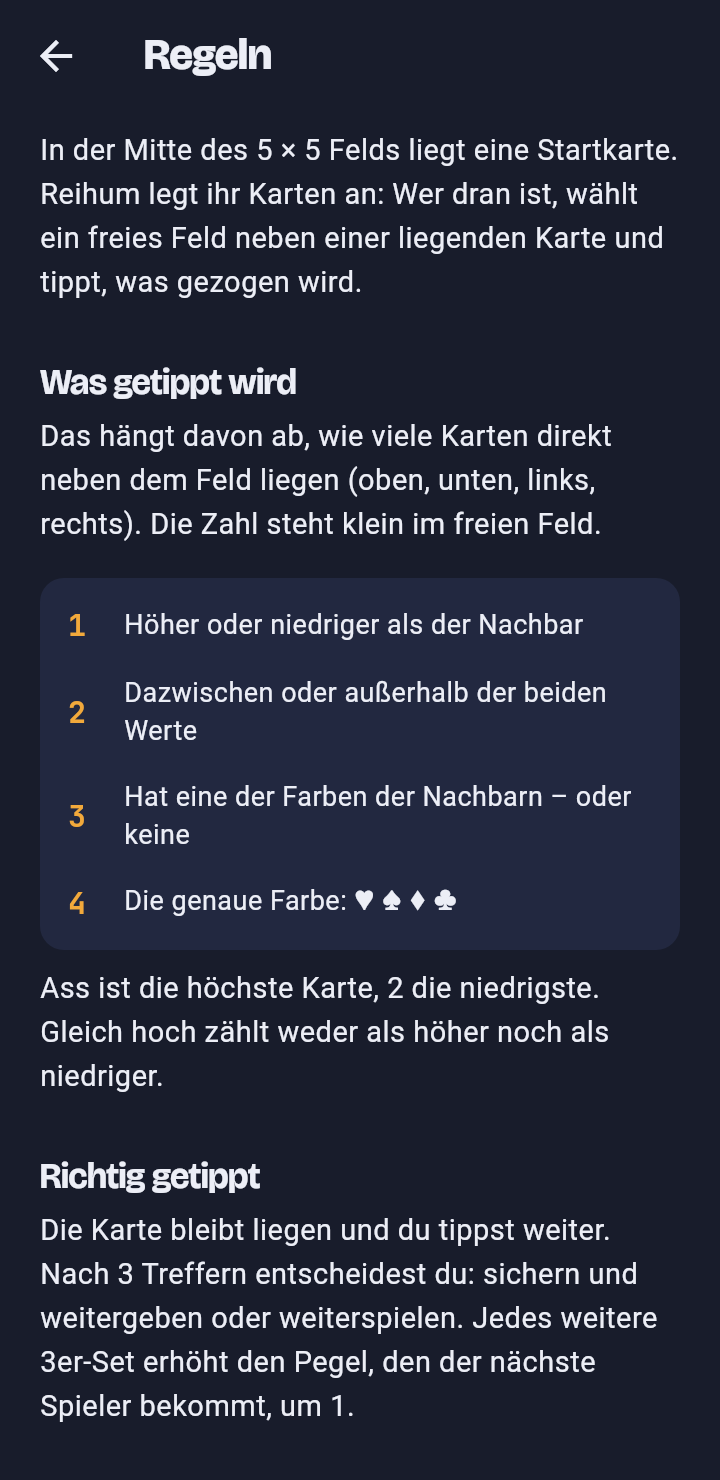 Regeln
In der Mitte des 5 × 5 Felds liegt eine Startkarte.
Reihum legt ihr Karten an: Wer dran ist, wählt
ein freies Feld neben einer liegenden Karte und
tippt, was gezogen wird.
Was getippt wird
Das hängt davon ab, wie viele Karten direkt
neben dem Feld liegen (oben, unten, links,
rechts). Die Zahl steht klein im freien Feld.
1 Höher oder niedriger als der Nachbar
2 Dazwischen oder außerhalb der beiden
Werte
3 Hat eine der Farben der Nachbarn – oder
keine
4 Die genaue Farbe: ♥ ♠ ♦ ♣
Ass ist die höchste Karte, 2 die niedrigste.
Gleich hoch zählt weder als höher noch als
niedriger.
Richtig getippt
Die Karte bleibt liegen und du tippst weiter.
Nach 3 Treffern entscheidest du: sichern und
weitergeben oder weiterspielen. Jedes weitere
3er-Set erhöht den Pegel, den der nächste
Spieler bekommt, um 1.